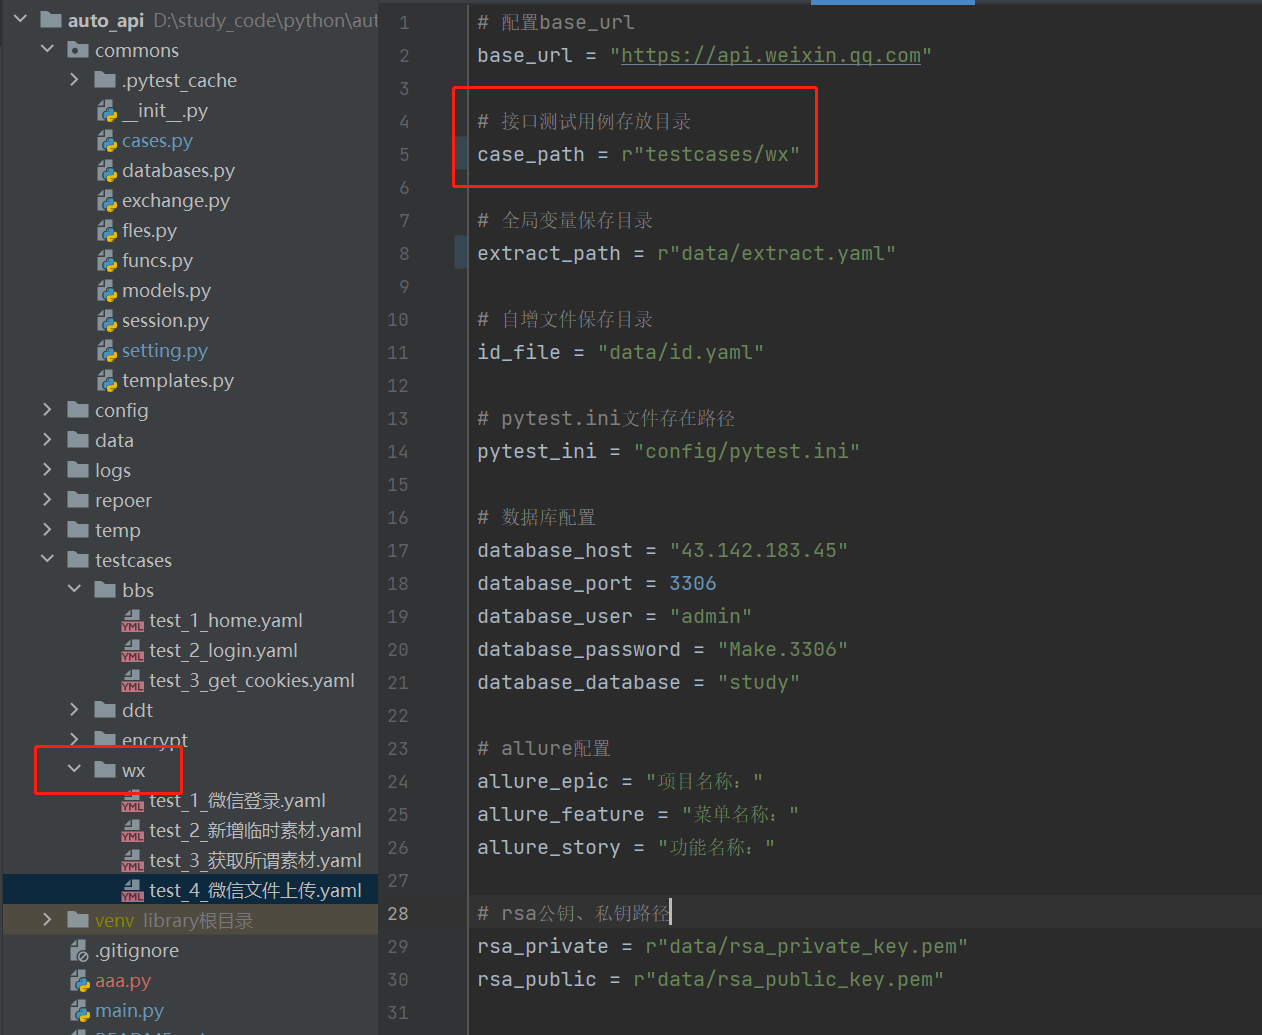 auto_api D:\study_code\python\aut
commons
.pytest_cache
__init__.py
cases.py
databases.py
exchange.py
fles.py
funcs.py
models.py
session.py
setting.py
templates.py
config
data
logs
repoer
temp
testcases
bbs
test_1_home.yaml
test_2_login.yaml
test_3_get_cookies.yaml
ddt
encrypt
wx
test_1_微信登录.yaml
test_2_新增临时素材.yaml
test_3_获取所谓素材.yaml
test_4_微信文件上传.yaml
venv library根目录
.gitignore
aaa.py
main.py
1 # 配置base_url
2 base_url = "https://api.weixin.qq.com"
3
4 # 接口测试用例存放目录
5 case_path = r"testcases/wx"
6
7 # 全局变量保存目录
8 extract_path = r"data/extract.yaml"
9
10 # 自增文件保存目录
11 id_file = "data/id.yaml"
12
13 # pytest.ini文件存在路径
14 pytest_ini = "config/pytest.ini"
15
16 # 数据库配置
17 database_host = "43.142.183.45"
18 database_port = 3306
19 database_user = "admin"
20 database_password = "Make.3306"
21 database_database = "study"
22
23 # allure配置
24 allure_epic = "项目名称："
25 allure_feature = "菜单名称："
26 allure_story = "功能名称："
27
28 # rsa公钥、私钥路径
29 rsa_private = r"data/rsa_private_key.pem"
30 rsa_public = r"data/rsa_public_key.pem"
31